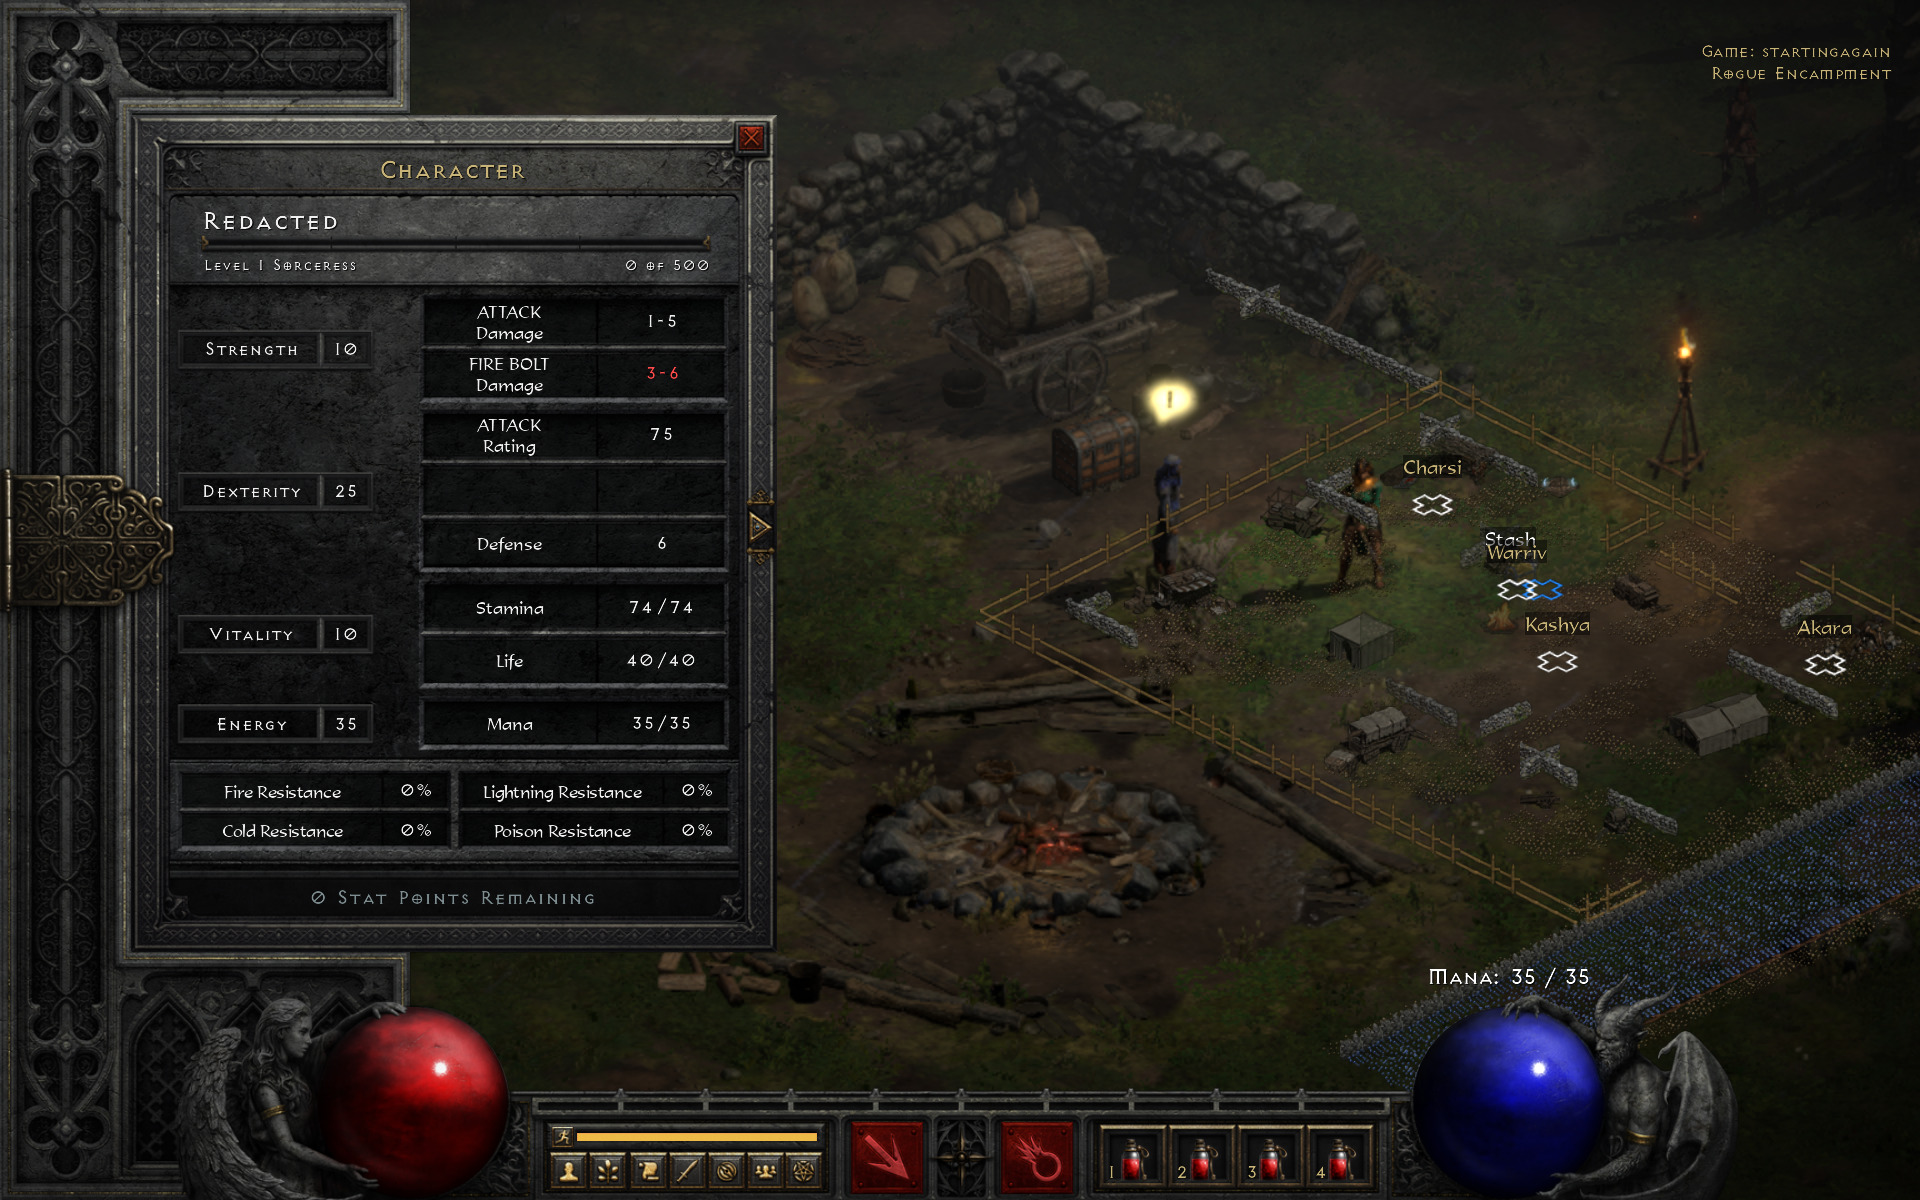 Game: startingagain
Rogue Encampment
Character
Redacted
Level 1 Sorceress
0 of 500
Strength 10
ATTACK
Damage
1-5
FIRE BOLT
Damage
3-6
ATTACK
Rating
75
Dexterity 25
Defense 6
Stamina 74/74
Vitality 10
Life 40/40
Energy 35
Mana 35/35
Fire Resistance 0%
Lightning Resistance 0%
Cold Resistance 0%
Poison Resistance 0%
0 Stat Points Remaining
!
Charsi
Stash
Warriv
Kashya
Akara
Mana: 35 / 35
1 2 3 4